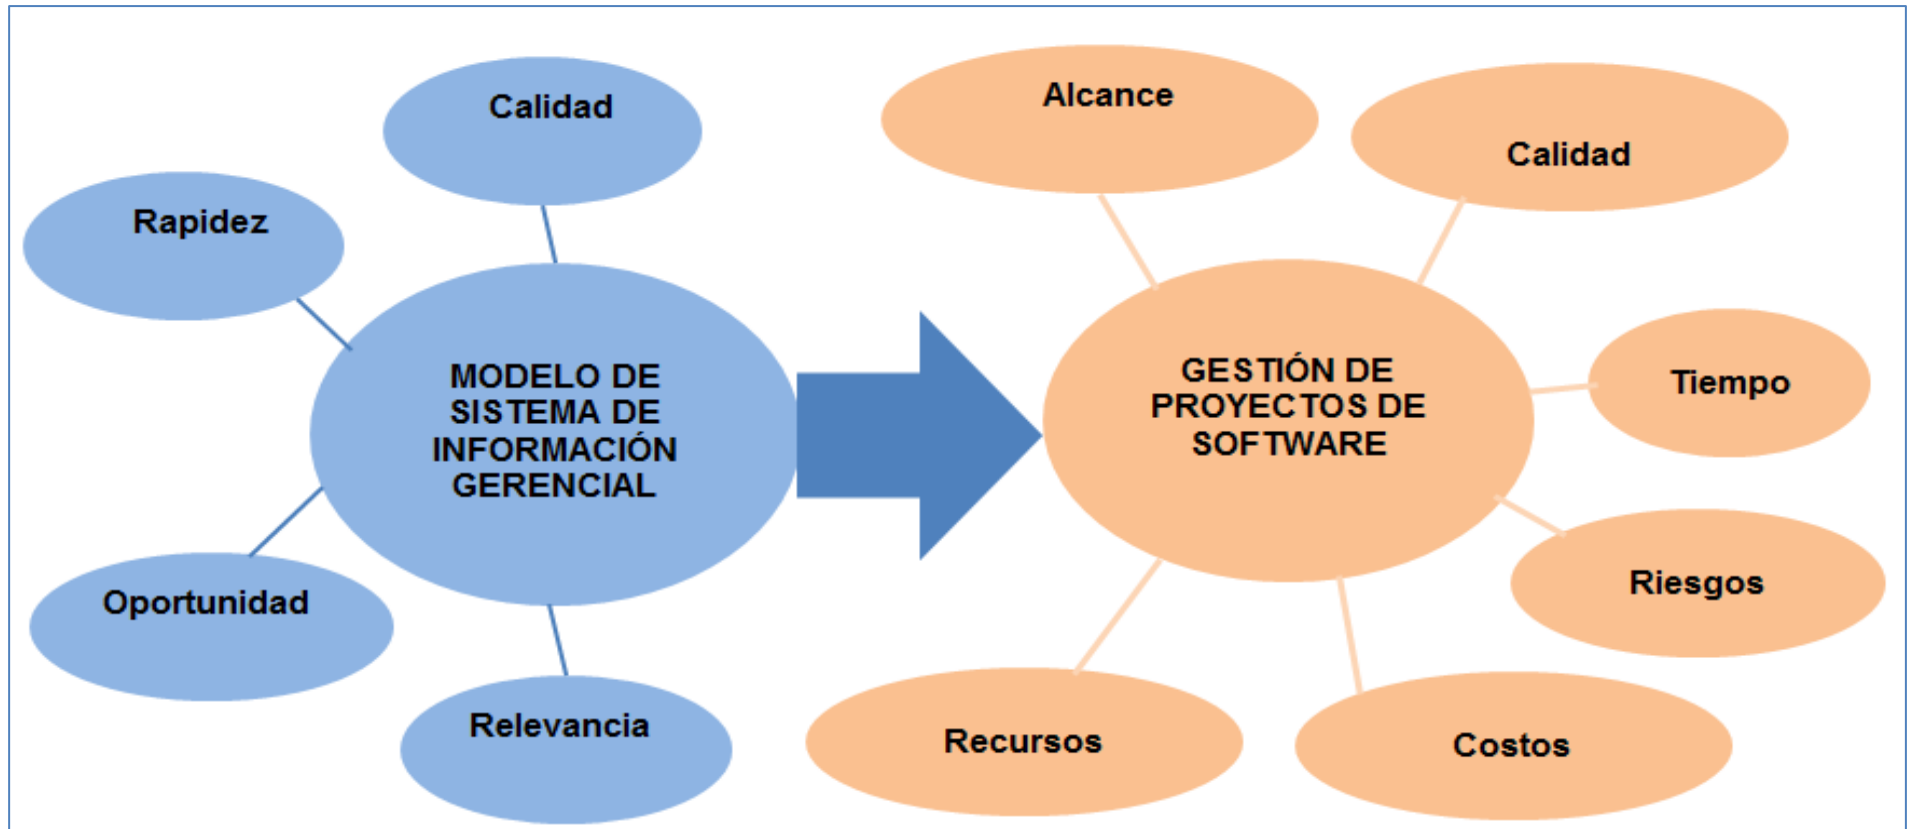 Calidad
Rapidez
MODELO DE
SISTEMA DE
INFORMACIÓN
GERENCIAL
Oportunidad
Relevancia
Alcance
Calidad
GESTIÓN DE
PROYECTOS DE
SOFTWARE
Tiempo
Riesgos
Recursos
Costos